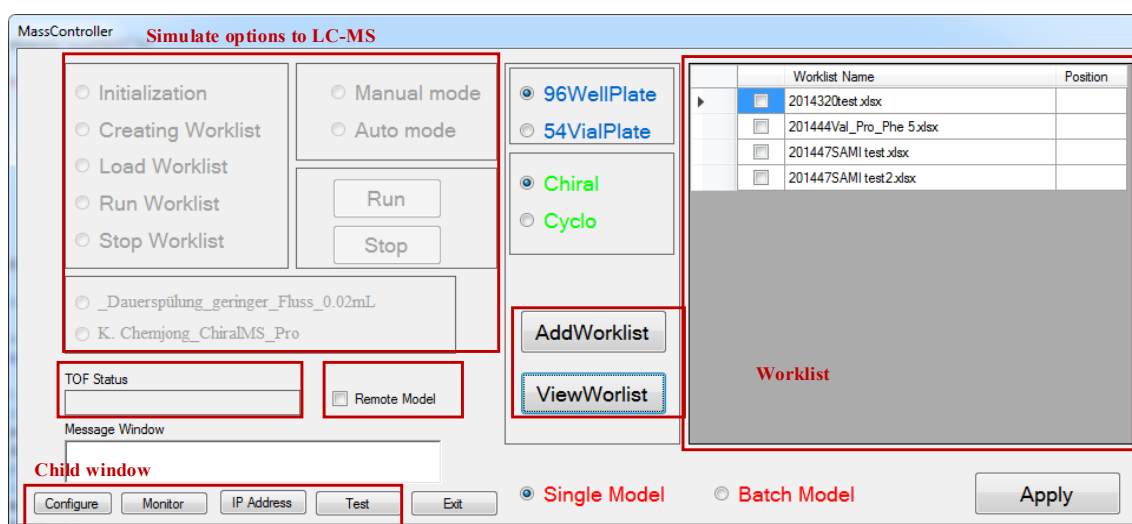 MassController
Simulate options to LC-MS
Initialization
Creating Worklist
Load Worklist
Run Worklist
Stop Worklist
Manual mode
Auto mode
Run
Stop
_Dauerspülung_geringer_Fluss_0.02mL
K. Chemjong_ChiralMS_Pro
TOF Status
Remote Model
Message Window
Child window
Configure
Monitor
IP Address
Test
Exit
96WellPlate
54VialPlate
Chiral
Cyclo
AddWorklist
ViewWorlist
Single Model
Batch Model
Apply
Worklist Name Position
2014320test.xlsx
201444Val_Pro_Phe 5.xlsx
201447SAMI test.xlsx
201447SAMI test2.xlsx
Worklist